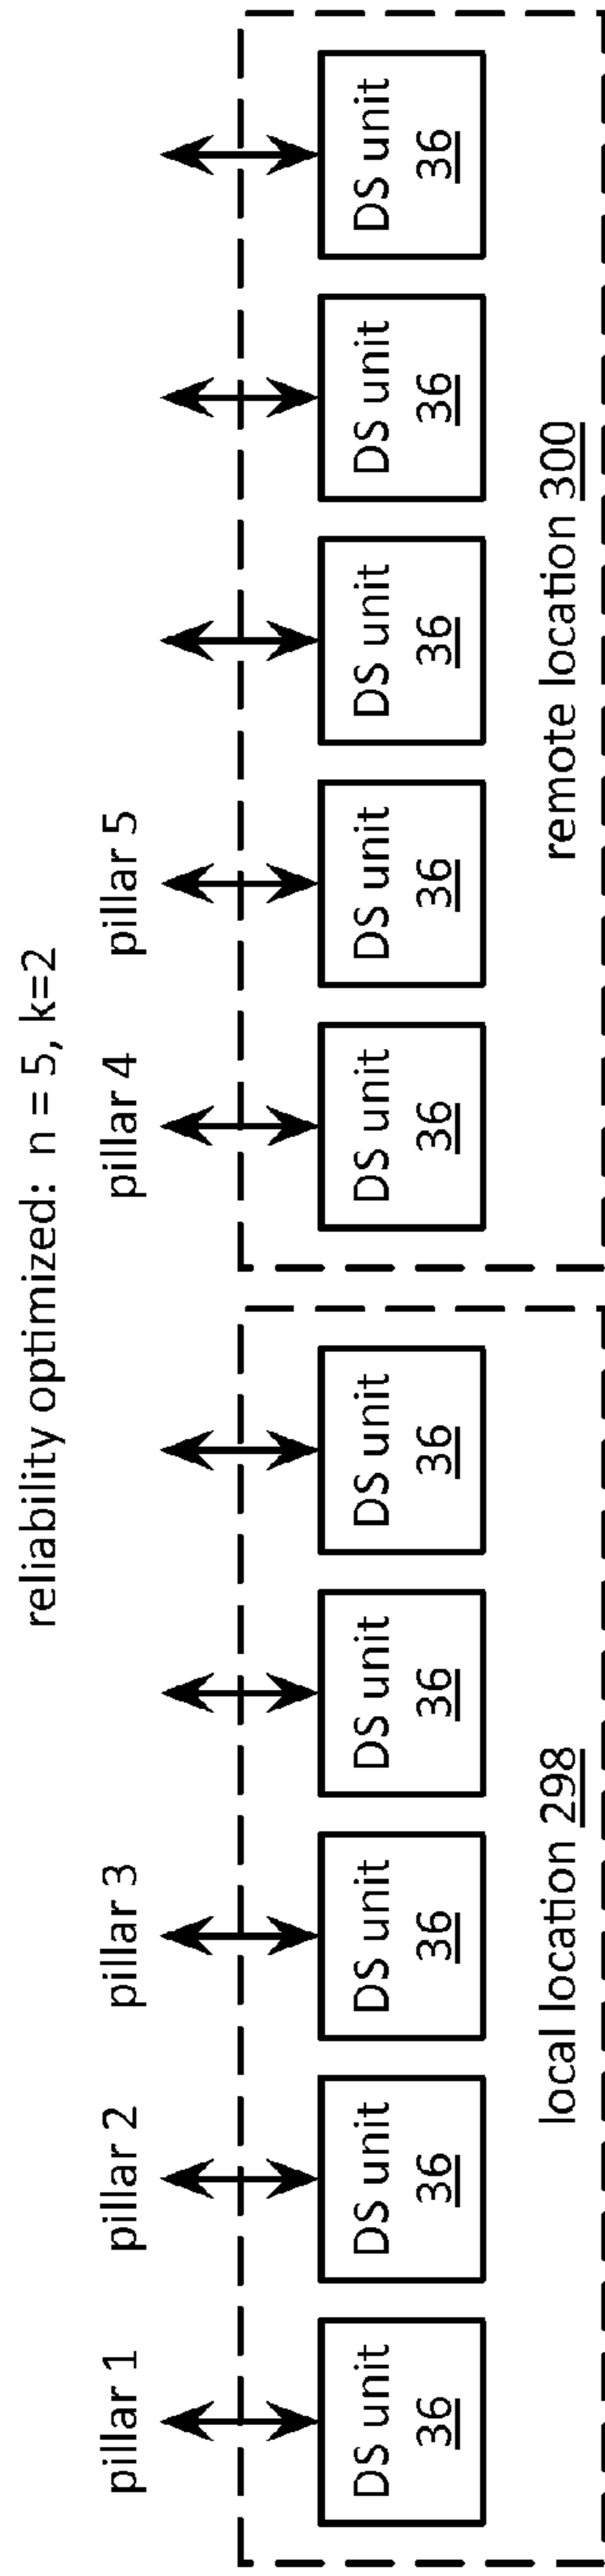 reliability optimized: n = 5, k=2
pillar 1
pillar 2
pillar 3
pillar 4
pillar 5
DS unit
36
DS unit
36
DS unit
36
DS unit
36
DS unit
36
local location 298
DS unit
36
DS unit
36
DS unit
36
DS unit
36
DS unit
36
remote location 300